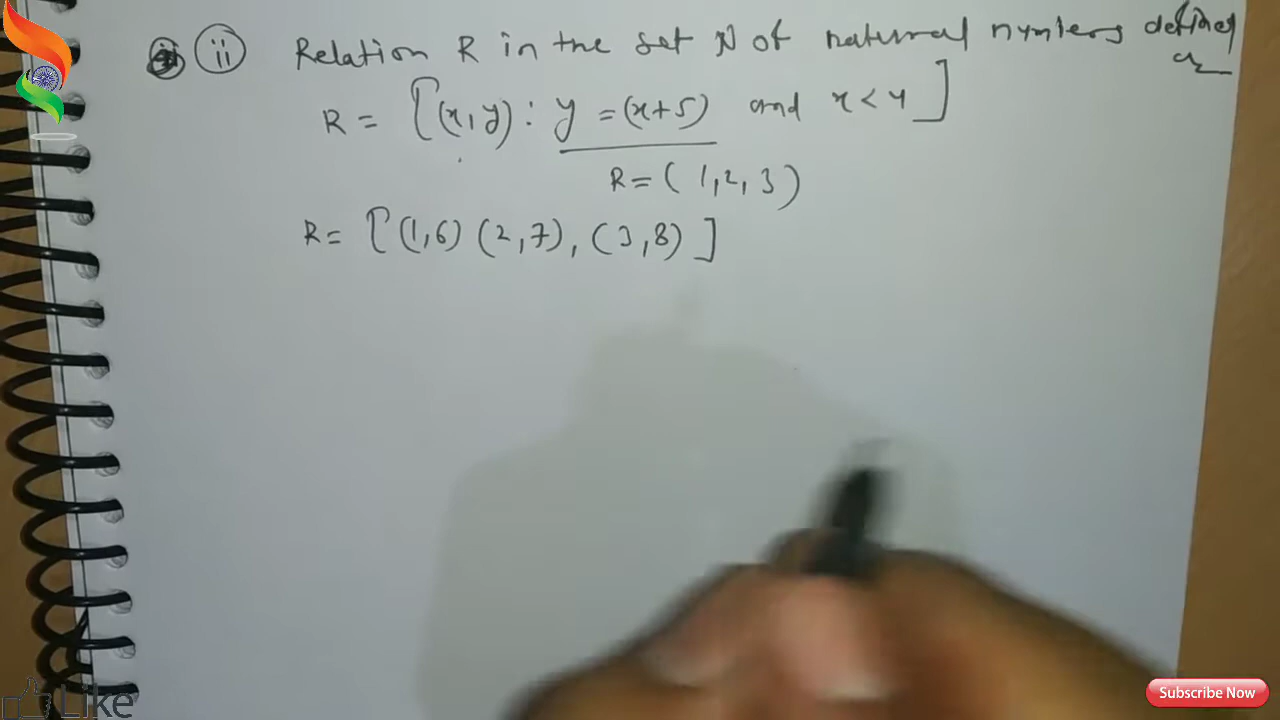 ii Relation R in the set N of natural nymbers defined
as
R = [(x,y) : y = (x+5) and x < 4]
R = ( 1,2, 3 )
R = [(1,6) (2,7), (3,8) ]
Like
Subscribe Now